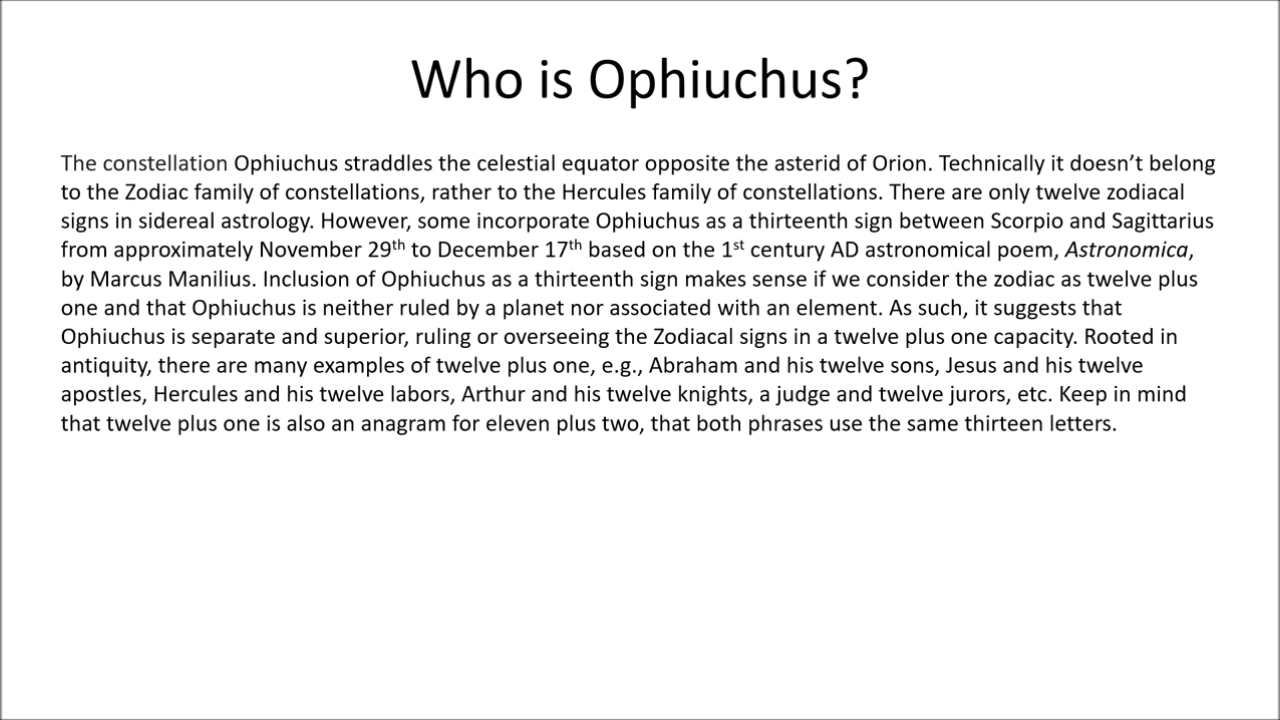 Who is Ophiuchus?
The constellation Ophiuchus straddles the celestial equator opposite the asterid of Orion. Technically it doesn’t belong
to the Zodiac family of constellations, rather to the Hercules family of constellations. There are only twelve zodiacal
signs in sidereal astrology. However, some incorporate Ophiuchus as a thirteenth sign between Scorpio and Sagittarius
from approximately November 29th to December 17th based on the 1st century AD astronomical poem, Astronomica,
by Marcus Manilius. Inclusion of Ophiuchus as a thirteenth sign makes sense if we consider the zodiac as twelve plus
one and that Ophiuchus is neither ruled by a planet nor associated with an element. As such, it suggests that
Ophiuchus is separate and superior, ruling or overseeing the Zodiacal signs in a twelve plus one capacity. Rooted in
antiquity, there are many examples of twelve plus one, e.g., Abraham and his twelve sons, Jesus and his twelve
apostles, Hercules and his twelve labors, Arthur and his twelve knights, a judge and twelve jurors, etc. Keep in mind
that twelve plus one is also an anagram for eleven plus two, that both phrases use the same thirteen letters.